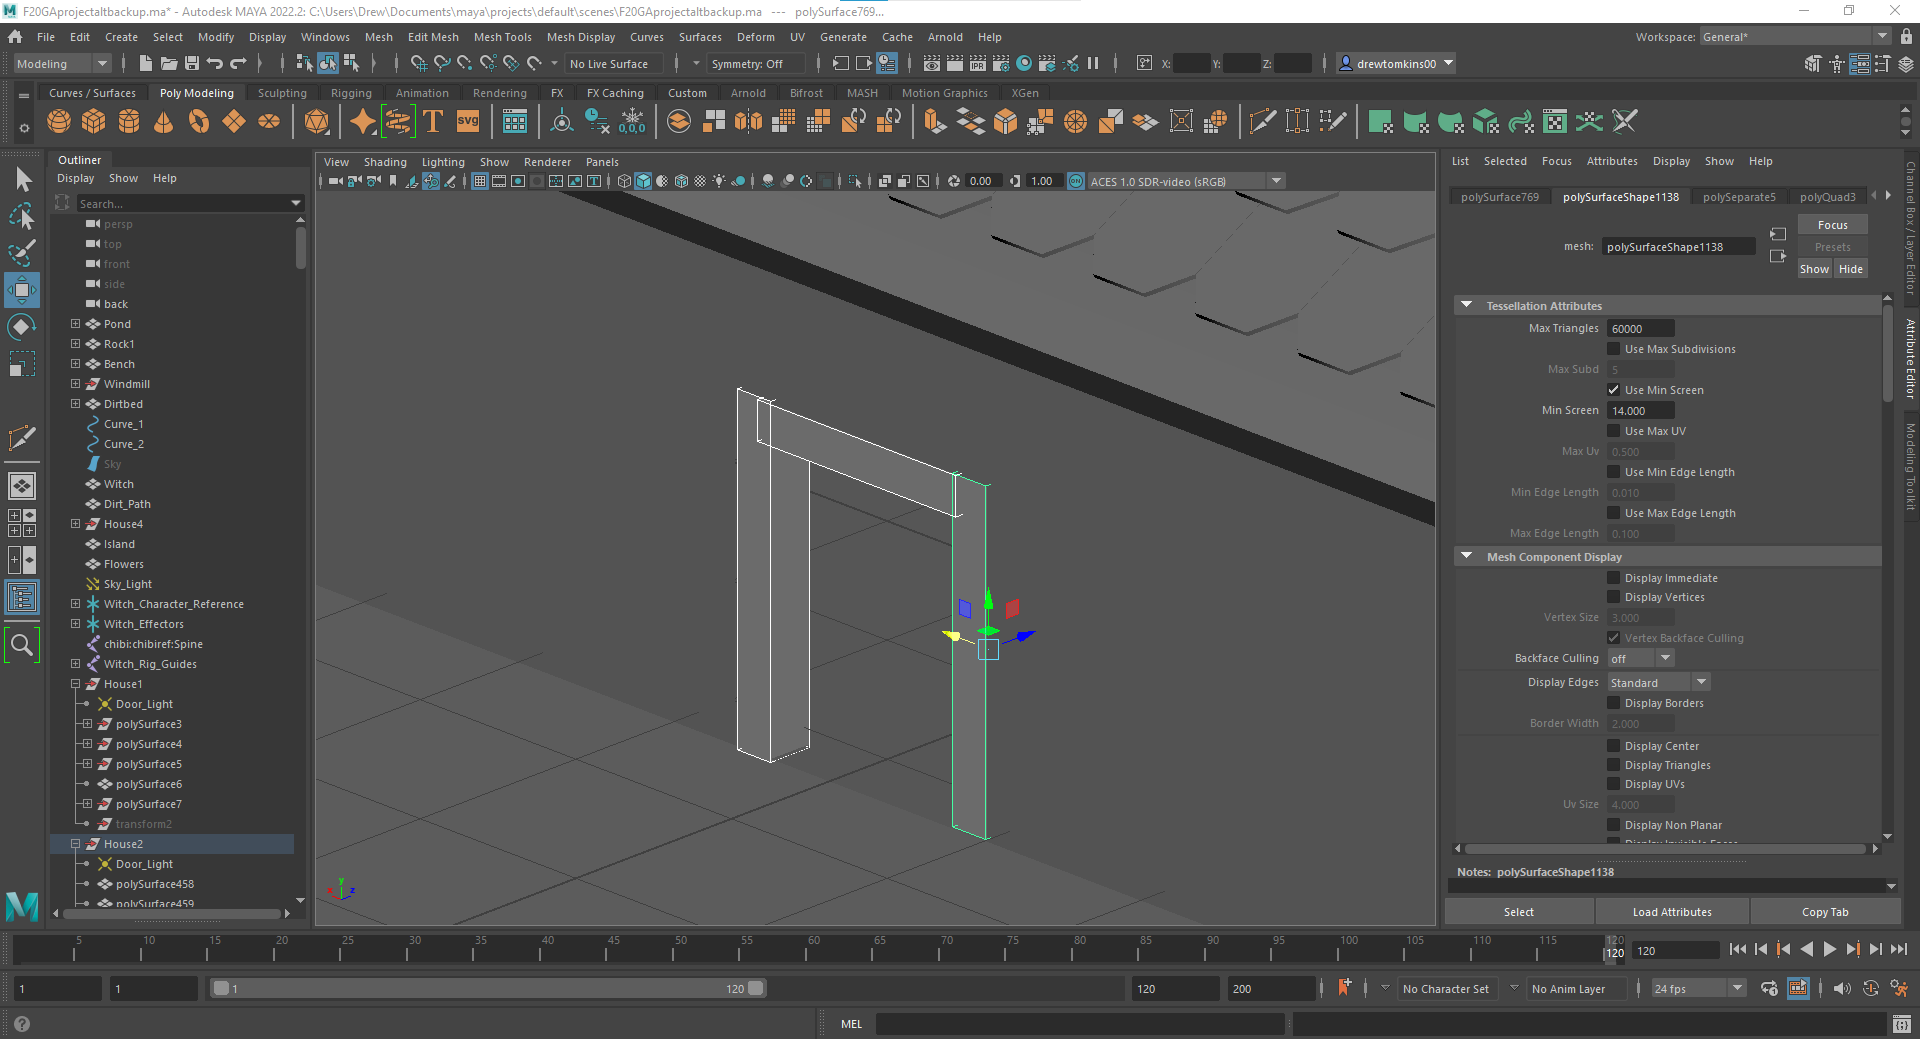 F20GAprojectaltbackup.ma* - Autodesk MAYA 2022.2: C:\Users\Drew\Documents\maya\projects\default\scenes\F20GAprojectaltbackup.ma --- polySurface769...
File Edit Create Select Modify Display Windows Mesh Edit Mesh Mesh Tools Mesh Display Curves Surfaces Deform UV Generate Cache Arnold Help
Workspace: General*
Modeling
No Live Surface
Symmetry: Off
IPR
X:
Y:
Z:
drewtomkins00
Curves / Surfaces Poly Modeling Sculpting Rigging Animation Rendering FX FX Caching Custom Arnold Bifrost MASH Motion Graphics XGen
T
svg
0,0,0
Outliner
Display Show Help
Search...
persp
top
front
side
back
Pond
Rock1
Bench
Windmill
Dirtbed
Curve_1
Curve_2
Sky
Witch
Dirt_Path
House4
Island
Flowers
Sky_Light
Witch_Character_Reference
Witch_Effectors
chibi:chibiref:Spine
Witch_Rig_Guides
House1
Door_Light
polySurface3
polySurface4
polySurface5
polySurface6
polySurface7
transform2
House2
Door_Light
polySurface458
polySurface459
View Shading Lighting Show Renderer Panels
0.00
1.00
ON
ACES 1.0 SDR-video (sRGB)
y
x
z
List Selected Focus Attributes Display Show Help
polySurface769 polySurfaceShape1138 polySeparate5 polyQuad3
mesh: polySurfaceShape1138
Focus
Presets
Show Hide
Tessellation Attributes
Max Triangles 60000
Use Max Subdivisions
Max Subd 5
Use Min Screen
Min Screen 14.000
Use Max UV
Max Uv 0.500
Use Min Edge Length
Min Edge Length 0.010
Use Max Edge Length
Max Edge Length 0.100
Mesh Component Display
Display Immediate
Display Vertices
Vertex Size 3.000
Vertex Backface Culling
Backface Culling off
Display Edges Standard
Display Borders
Border Width 2.000
Display Center
Display Triangles
Display UVs
Uv Size 4.000
Display Non Planar
Display Invisible Faces
Notes: polySurfaceShape1138
Select Load Attributes Copy Tab
Channel Box / Layer Editor
Attribute Editor
Modeling Toolkit
5 10 15 20 25 30 35 40 45 50 55 60 65 70 75 80 85 90 95 100 105 110 115 120
120
120
1
1
1
120
120
200
No Character Set
No Anim Layer
24 fps
MEL